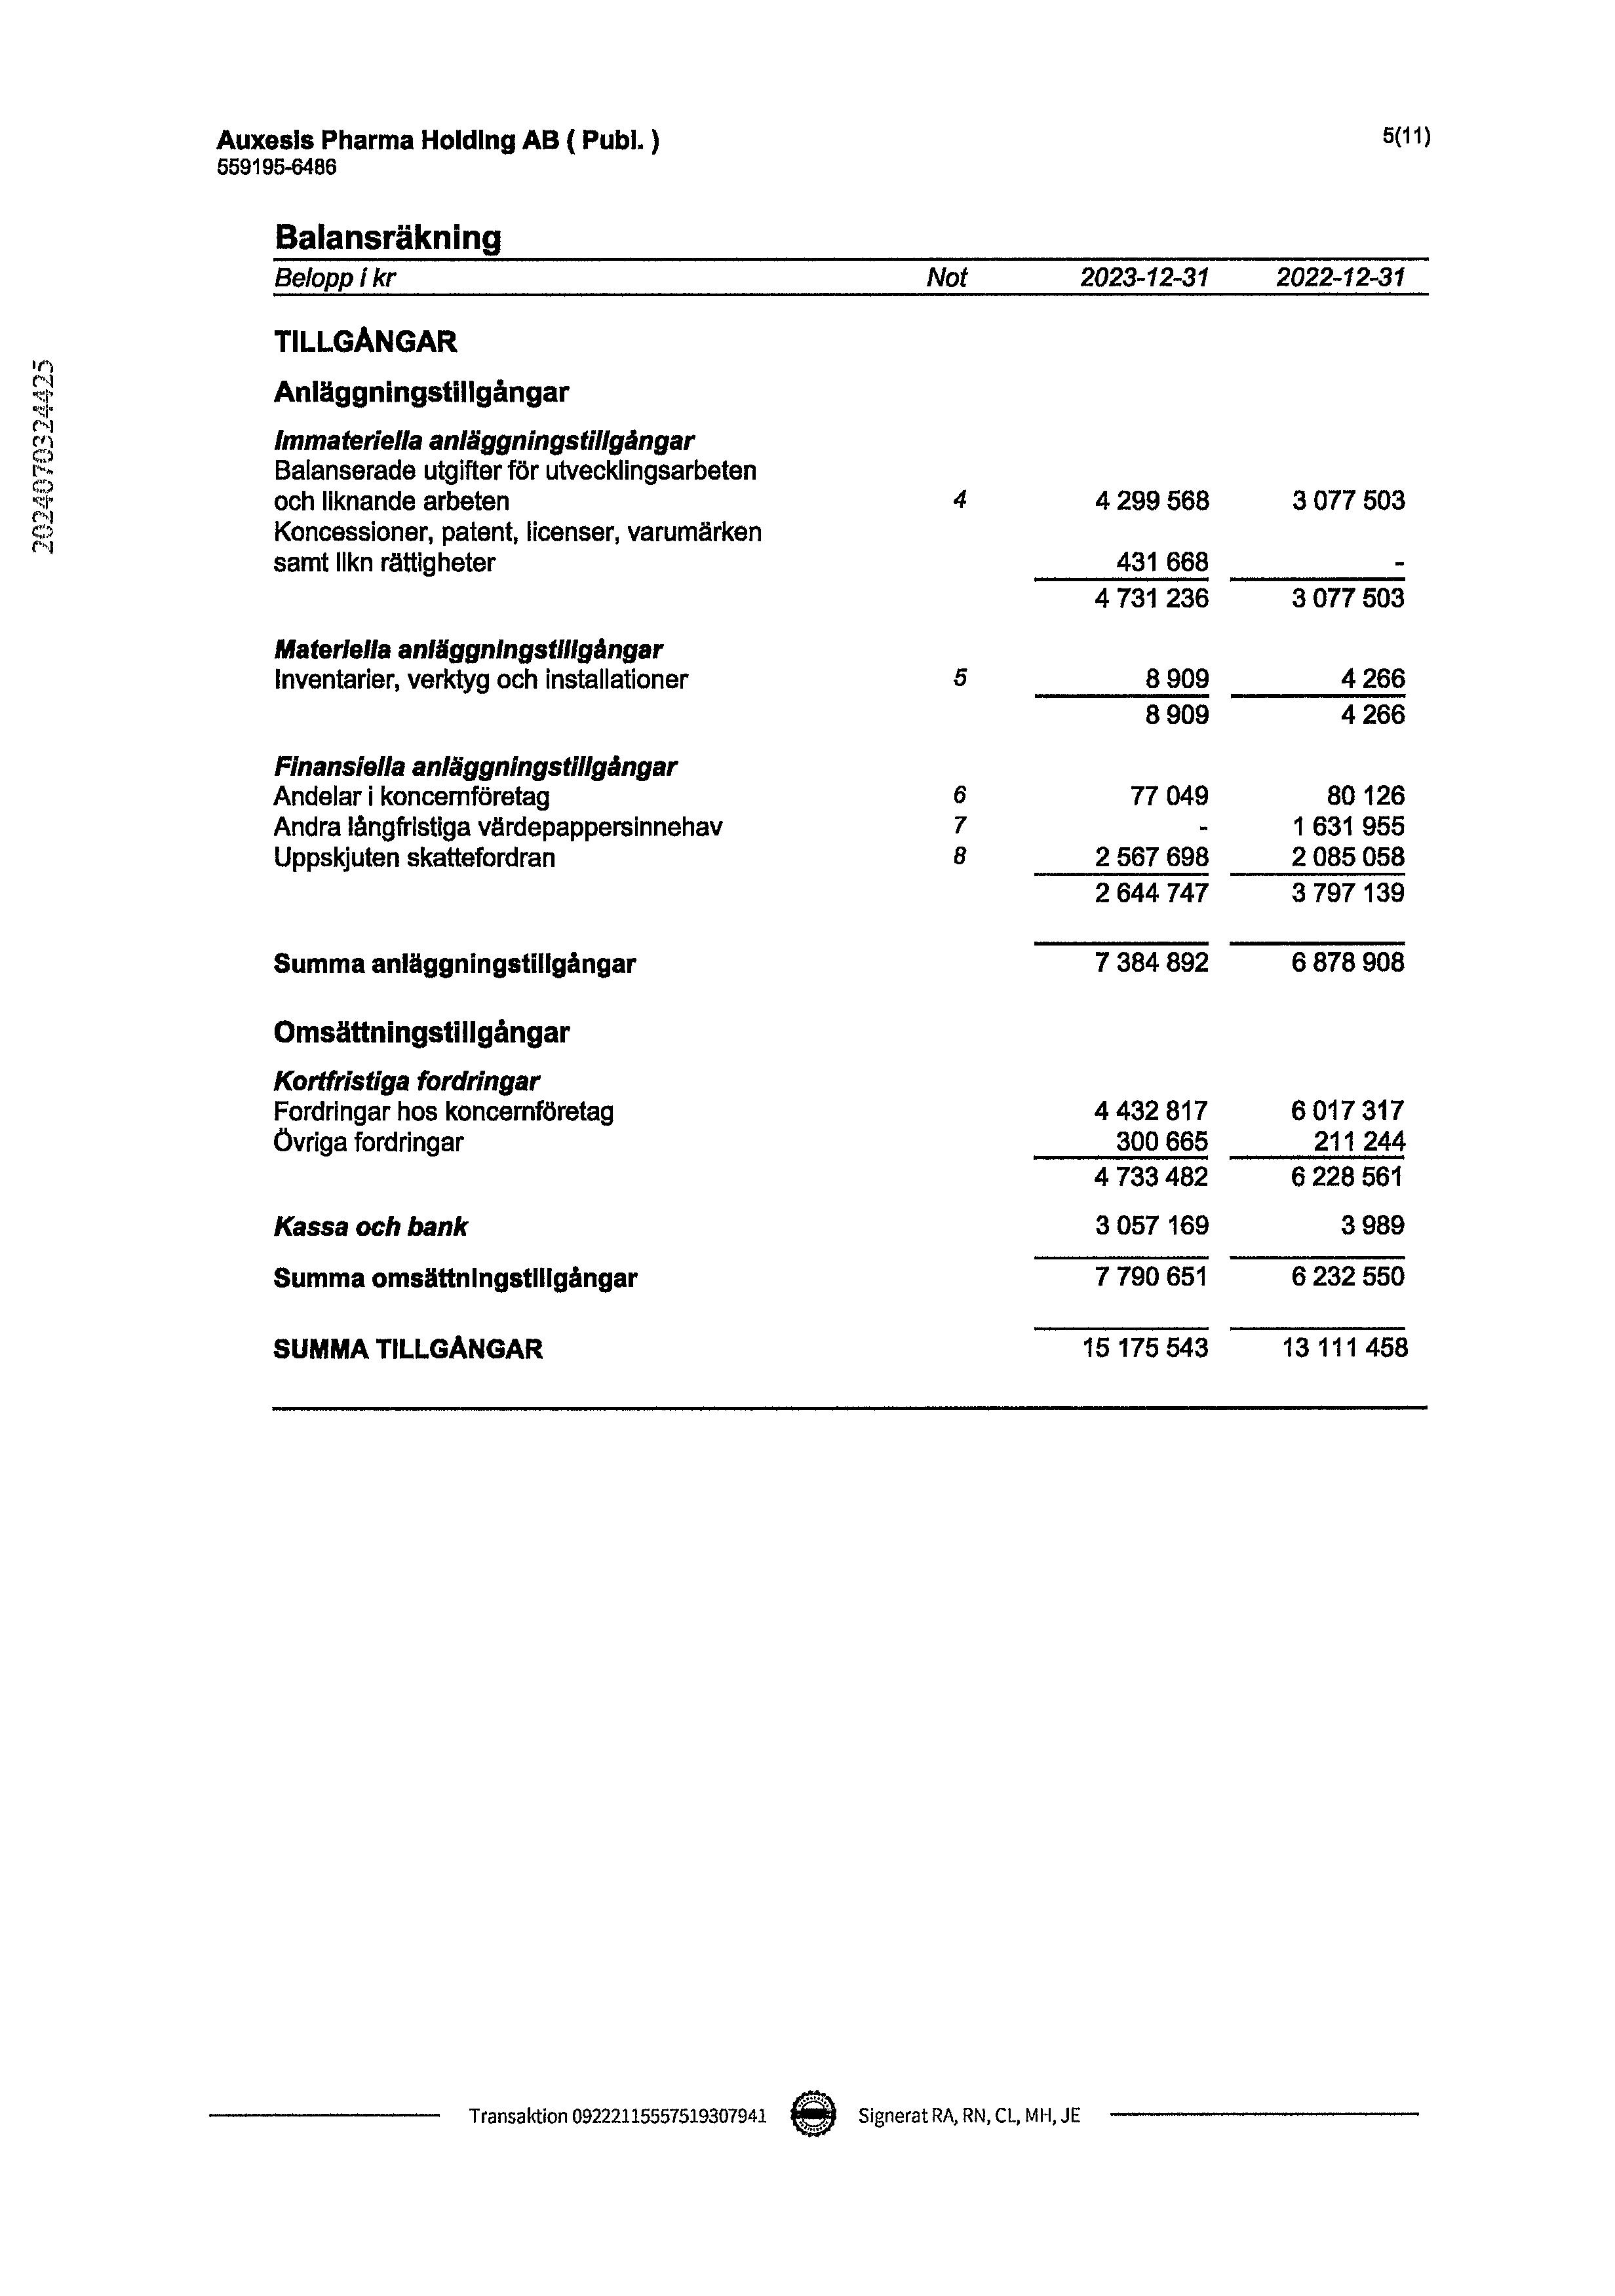 Auxesis Pharma Holding AB ( Publ. )
5(11)
559195-6486
Balansräkning
Belopp i kr Not 2023-12-31 2022-12-31
TILLGÅNGAR
Anläggningstillgångar
Immateriella anläggningstillgångar
Balanserade utgifter för utvecklingsarbeten
och liknande arbeten 4 4 299 568 3 077 503
Koncessioner, patent, licenser, varumärken
samt likn rättigheter 431 668 -
4 731 236 3 077 503
Materiella anläggningstillgångar
Inventarier, verktyg och installationer 5 8 909 4 266
8 909 4 266
Finansiella anläggningstillgångar
Andelar i koncernföretag 6 77 049 80 126
Andra långfristiga värdepappersinnehav 7 - 1 631 955
Uppskjuten skattefordran 8 2 567 698 2 085 058
2 644 747 3 797 139
Summa anläggningstillgångar 7 384 892 6 878 908
Omsättningstillgångar
Kortfristiga fordringar
Fordringar hos koncernföretag 4 432 817 6 017 317
Övriga fordringar 300 665 211 244
4 733 482 6 228 561
Kassa och bank 3 057 169 3 989
Summa omsättningstillgångar 7 790 651 6 232 550
SUMMA TILLGÅNGAR 15 175 543 13 111 458
Transaktion 09222115557519307941 Signerat RA, RN, CL, MH, JE
2024070324425